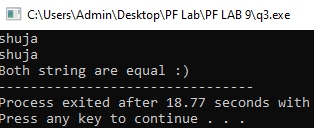 C:\Users\Admin\Desktop\PF Lab\PF LAB 9\q3.exe
shuja
shuja
Both string are equal :)
--------------------------------
Process exited after 18.77 seconds with
Press any key to continue . . .